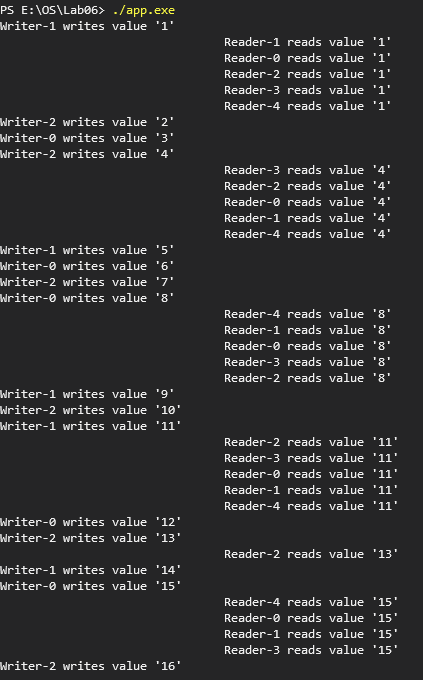 PS E:\OS\Lab06> ./app.exe
Writer-1 writes value '1'
Reader-1 reads value '1'
Reader-0 reads value '1'
Reader-2 reads value '1'
Reader-3 reads value '1'
Reader-4 reads value '1'
Writer-2 writes value '2'
Writer-0 writes value '3'
Writer-2 writes value '4'
Reader-3 reads value '4'
Reader-2 reads value '4'
Reader-0 reads value '4'
Reader-1 reads value '4'
Reader-4 reads value '4'
Writer-1 writes value '5'
Writer-0 writes value '6'
Writer-2 writes value '7'
Writer-0 writes value '8'
Reader-4 reads value '8'
Reader-1 reads value '8'
Reader-0 reads value '8'
Reader-3 reads value '8'
Reader-2 reads value '8'
Writer-1 writes value '9'
Writer-2 writes value '10'
Writer-1 writes value '11'
Reader-2 reads value '11'
Reader-3 reads value '11'
Reader-0 reads value '11'
Reader-1 reads value '11'
Reader-4 reads value '11'
Writer-0 writes value '12'
Writer-2 writes value '13'
Reader-2 reads value '13'
Writer-1 writes value '14'
Writer-0 writes value '15'
Reader-4 reads value '15'
Reader-0 reads value '15'
Reader-1 reads value '15'
Reader-3 reads value '15'
Writer-2 writes value '16'